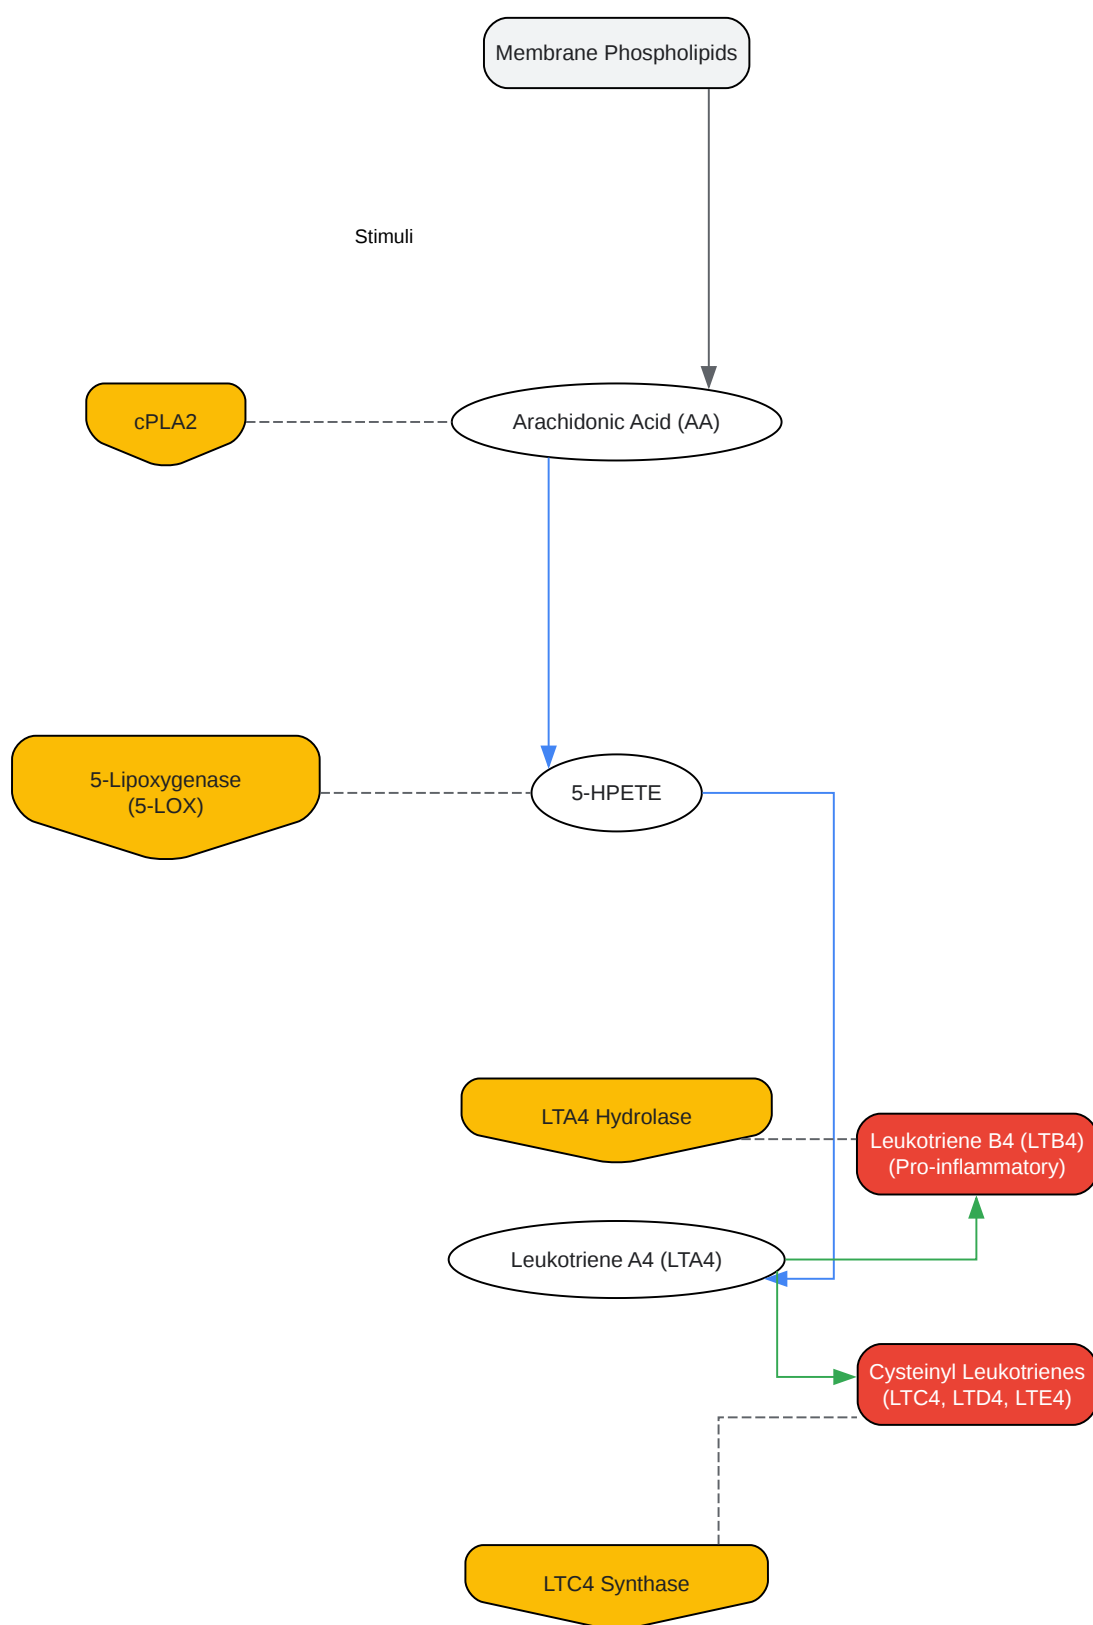 Membrane Phospholipids
Stimuli
cPLA2
Arachidonic Acid (AA)
5-Lipoxygenase
(5-LOX)
5-HPETE
LTA4 Hydrolase
Leukotriene B4 (LTB4)
(Pro-inflammatory)
Leukotriene A4 (LTA4)
Cysteinyl Leukotrienes
(LTC4, LTD4, LTE4)
LTC4 Synthase